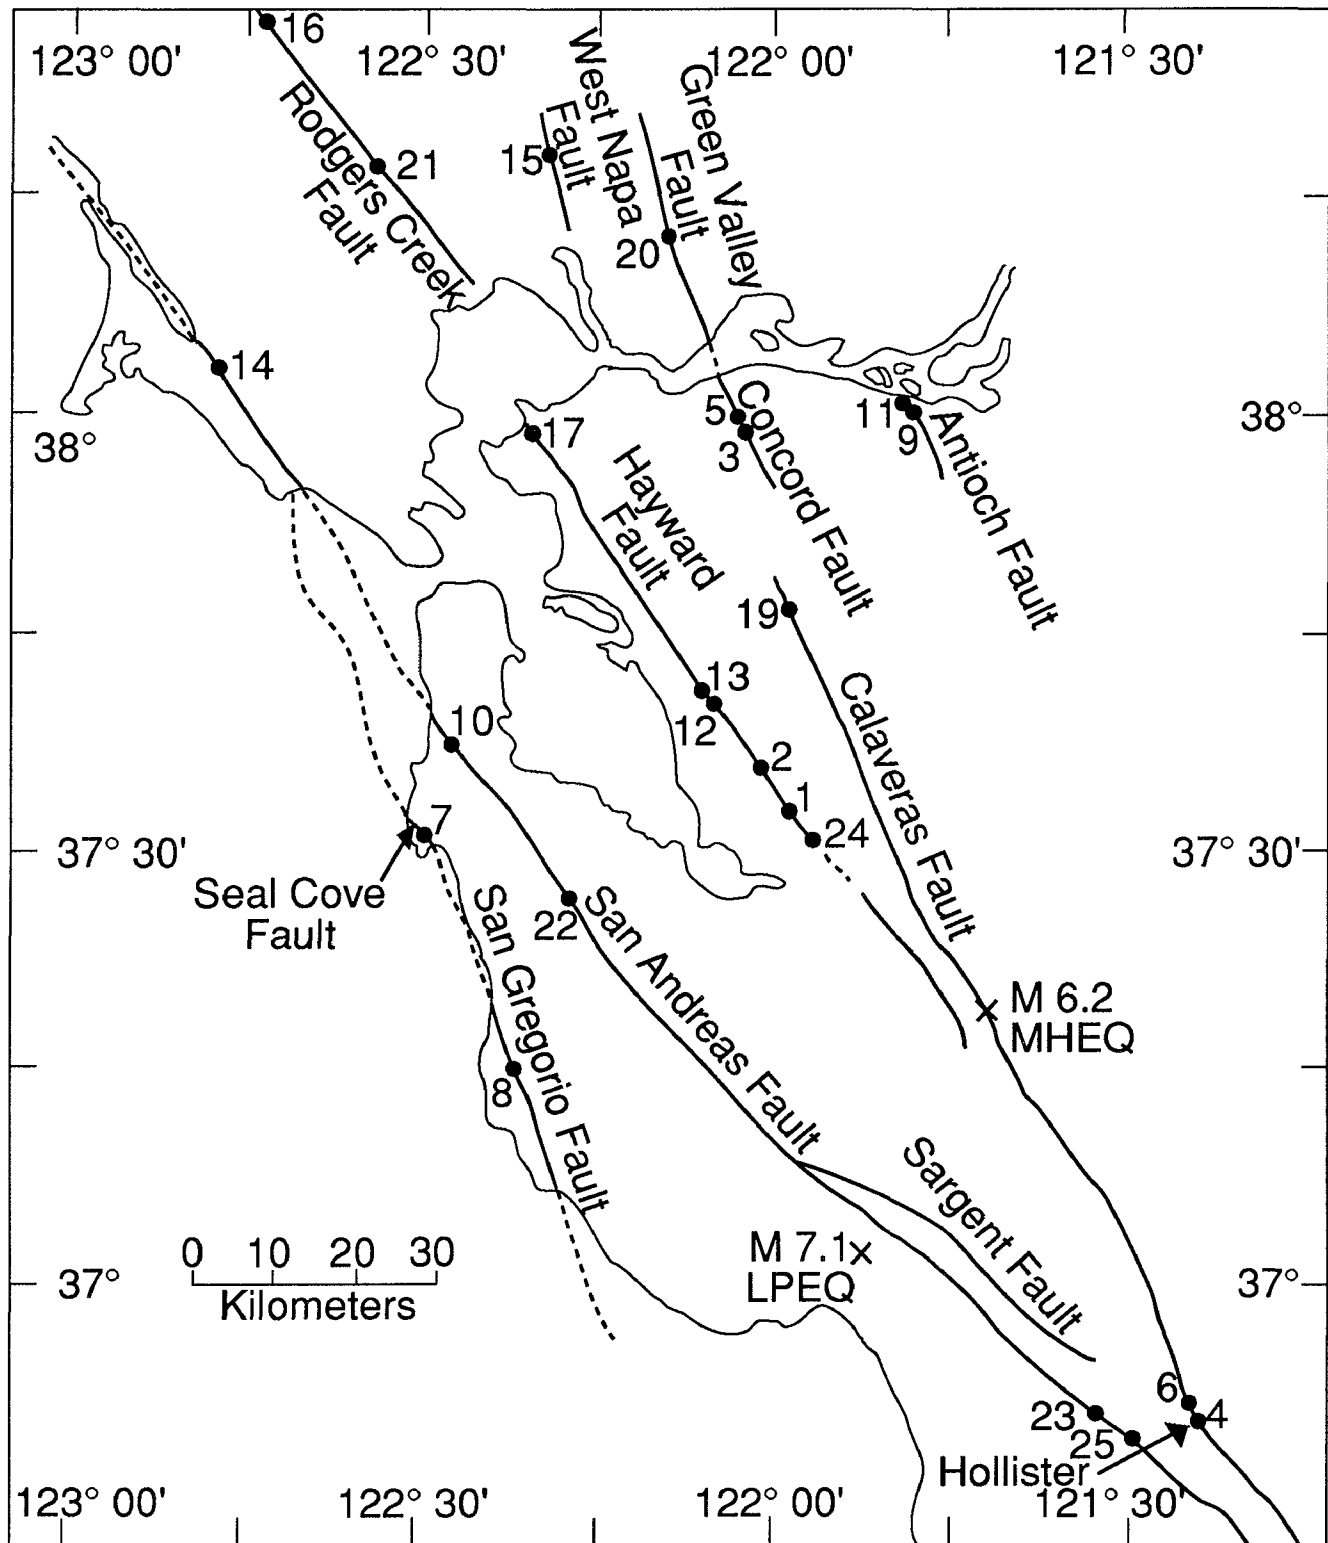 16
123° 00'
122° 30'
122° 00'
121° 30'
West Napa
Fault
Green Valley
Fault
Rodgers Creek
Fault
21
15
20
14
38°
38°
17
5
3
11
9
Concord Fault
Antioch Fault
Hayward
Fault
19
13
12
10
2
1
24
Calaveras Fault
7
37° 30'
37° 30'
Seal Cove
Fault
22
San Andreas Fault
San Gregorio Fault
M 6.2
MHEQ
8
Sargent Fault
M 7.1
LPEQ
0 10 20 30
Kilometers
37°
37°
6
4
23
25
Hollister
123° 00'
122° 30'
122° 00'
121° 30'